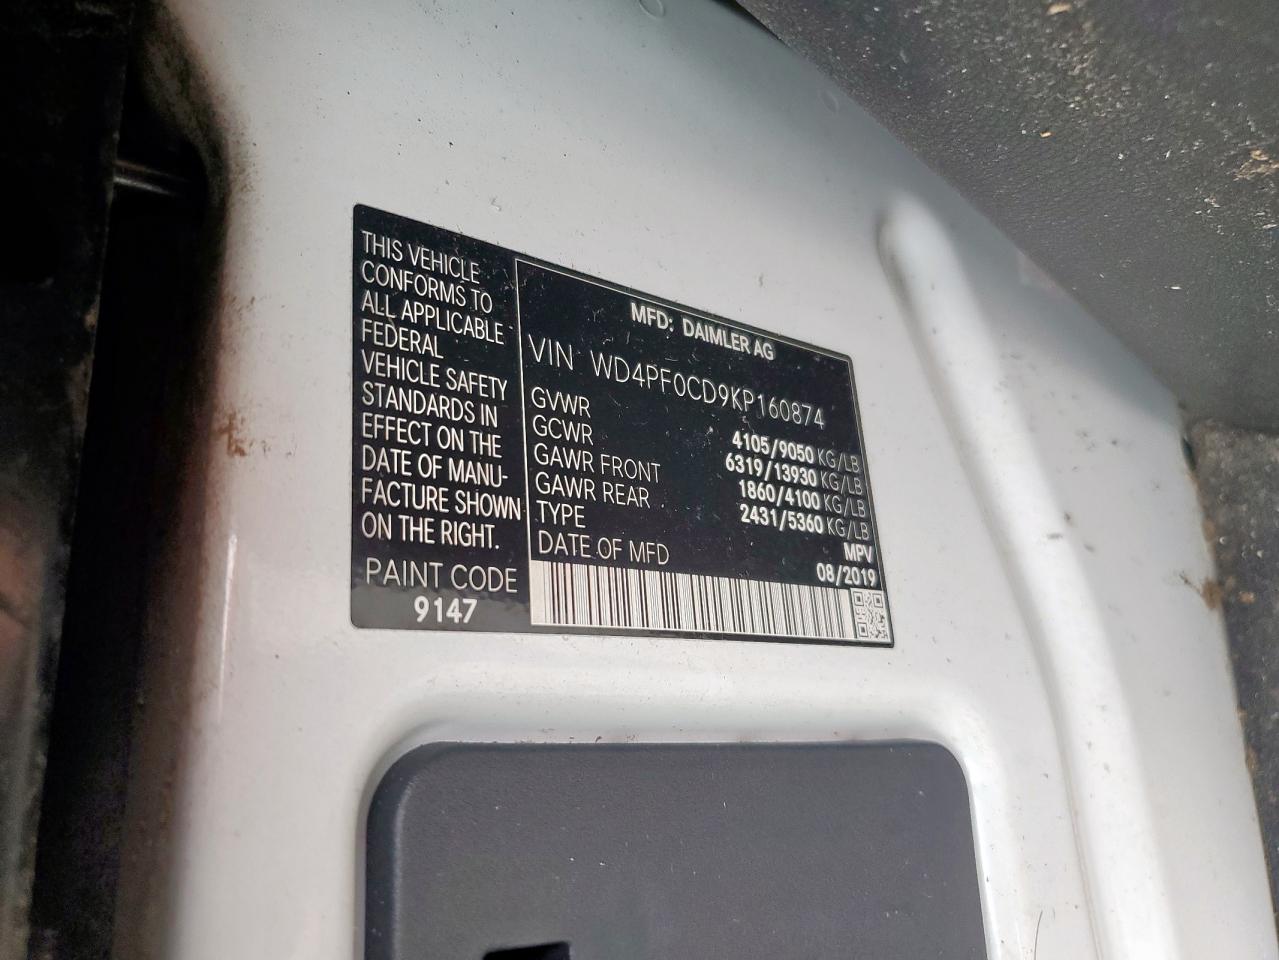 THIS VEHICLE
CONFORMS TO
ALL APPLICABLE
FEDERAL
VEHICLE SAFETY
STANDARDS IN
EFFECT ON THE
DATE OF MANU-
FACTURE SHOWN
ON THE RIGHT.
PAINT CODE
9147
MFD: DAIMLER AG
VIN WD4PF0CD9KP160874
GVWR 4105/9050 KG/LB
GCWR 6319/13930 KG/LB
GAWR FRONT 1860/4100 KG/LB
GAWR REAR 2431/5360 KG/LB
TYPE MPV
DATE OF MFD 08/2019